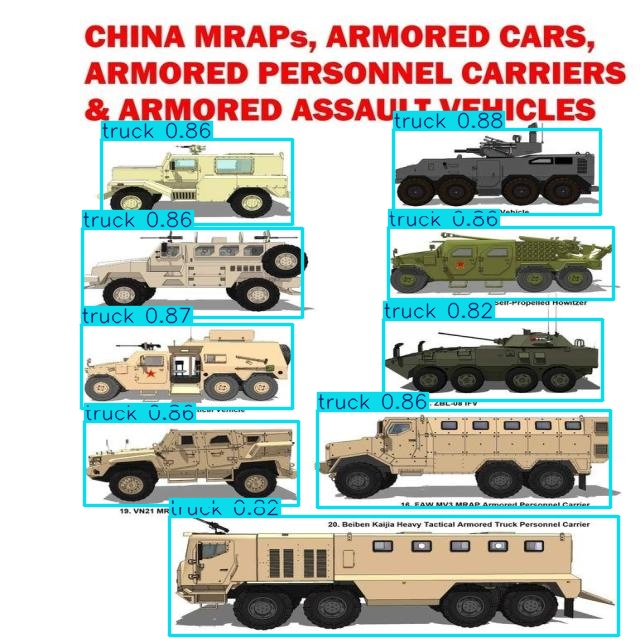 CHINA MRAPs, ARMORED CARS,
ARMORED PERSONNEL CARRIERS
& ARMORED ASSAULT VEHICLES
truck 0.86
truck 0.88
Vehicle
truck 0.86
truck 0.86
Self-Propelled Howitzer
truck 0.87
truck 0.82
Vehicle
ZBL-08 IFV
truck 0.86
truck 0.86
19. VN21
16. FAW MV3 MRAP Armored Personnel Carrier
truck 0.82
20. Beiben Kaijia Heavy Tactical Armored Truck Personnel Carrier